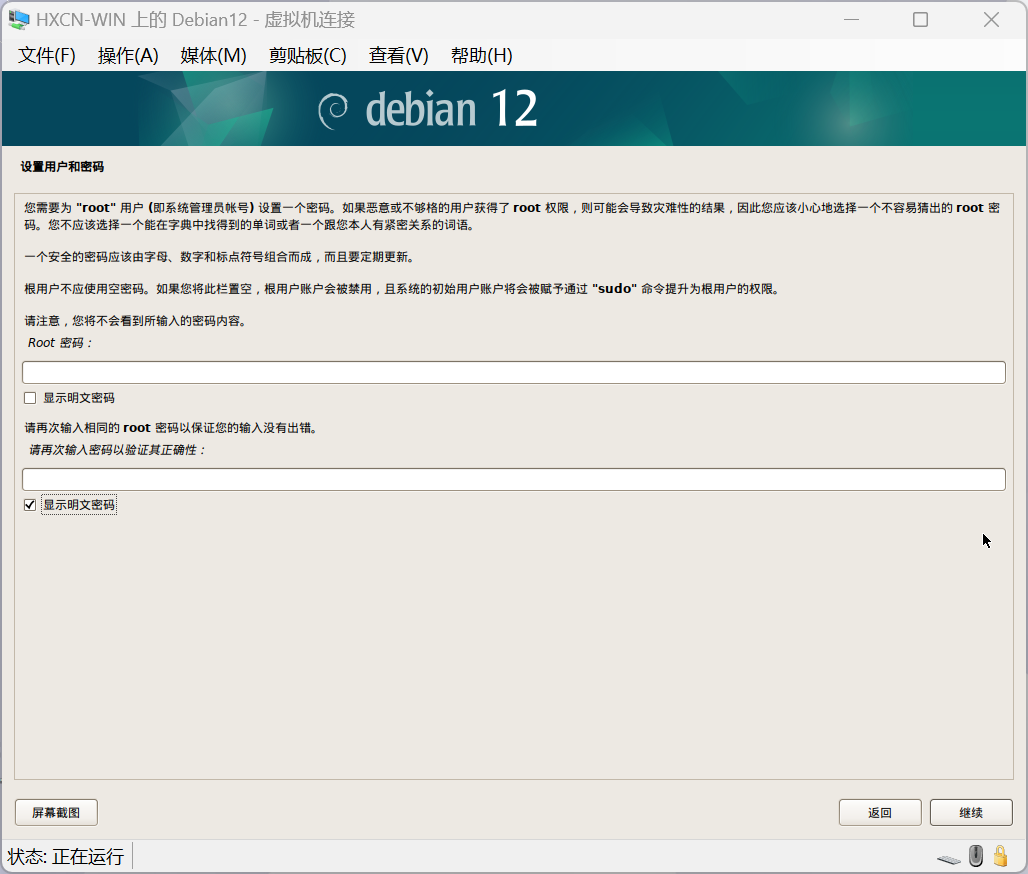 HXCN-WIN 上的 Debian12 - 虚拟机连接
文件(F) 操作(A) 媒体(M) 剪贴板(C) 查看(V) 帮助(H)
debian 12
设置用户和密码
您需要为 "root" 用户 (即系统管理员帐号) 设置一个密码。如果恶意或不够格的用户获得了 root 权限，则可能会导致灾难性的结果，因此您应该小心地选择一个不容易猜出的 root 密
码。您不应该选择一个能在字典中找得到的单词或者一个跟您本人有紧密关系的词语。
一个安全的密码应该由字母、数字和标点符号组合而成，而且要定期更新。
根用户不应使用空密码。如果您将此栏置空，根用户账户会被禁用，且系统的初始用户账户将会被赋予通过 "sudo" 命令提升为根用户的权限。
请注意，您将不会看到所输入的密码内容。
Root 密码：
显示明文密码
请再次输入相同的 root 密码以保证您的输入没有出错。
请再次输入密码以验证其正确性：
显示明文密码
屏幕截图 返回 继续
状态: 正在运行